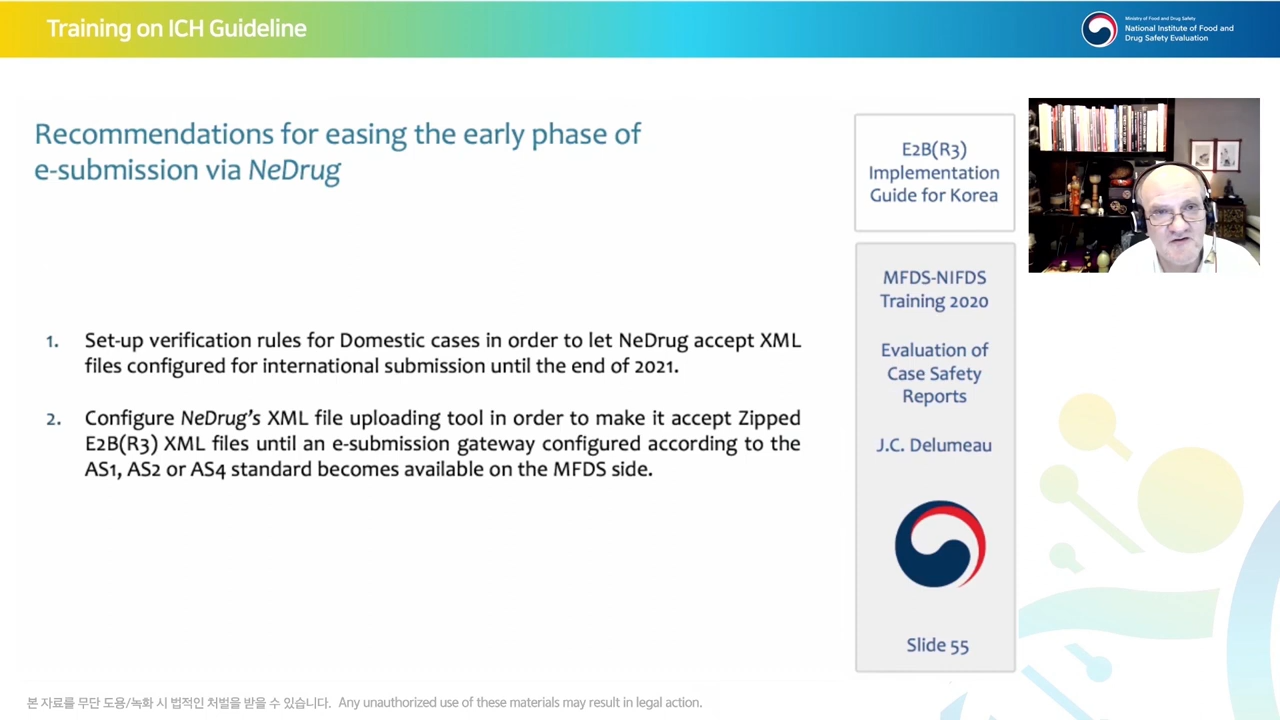 Training on ICH Guideline
Ministry of Food and Drug Safety
National Institute of Food and
Drug Safety Evaluation
Recommendations for easing the early phase of
e-submission via NeDrug
1. Set-up verification rules for Domestic cases in order to let NeDrug accept XML
files configured for international submission until the end of 2021.
2. Configure NeDrug's XML file uploading tool in order to make it accept Zipped
E2B(R3) XML files until an e-submission gateway configured according to the
AS1, AS2 or AS4 standard becomes available on the MFDS side.
E2B(R3)
Implementation
Guide for Korea
MFDS-NIFDS
Training 2020
Evaluation of
Case Safety
Reports
J.C. Delumeau
Slide 55
본 자료를 무단 도용/녹화 시 법적인 처벌을 받을 수 있습니다. Any unauthorized use of these materials may result in legal action.